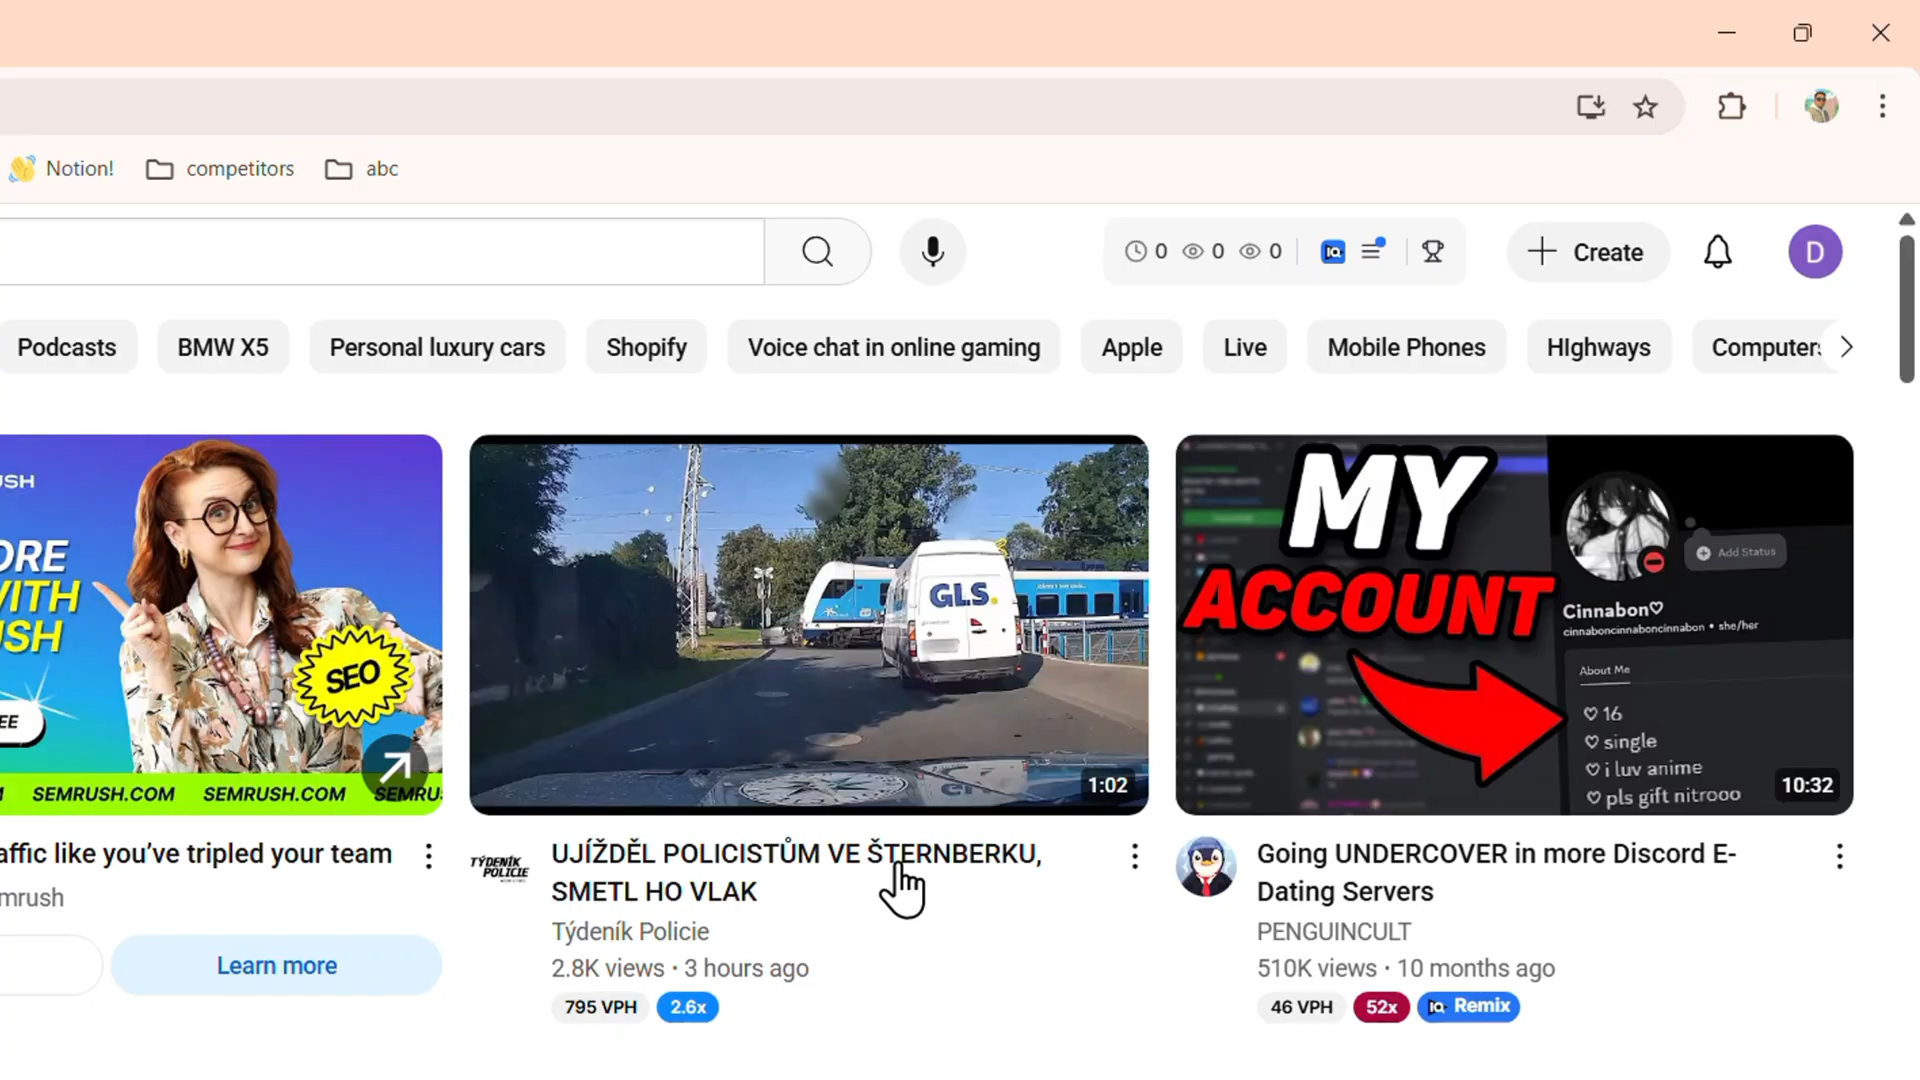 Notion!
competitors
abc
0
0
0
Create
D
Podcasts
BMW X5
Personal luxury cars
Shopify
Voice chat in online gaming
Apple
Live
Mobile Phones
HIghways
Computers
USH
ORE
WITH
USH
SEO
EE
SEMRUSH.COM SEMRUSH.COM SEMRU
GLS.
1:02
MY
ACCOUNT
Add Status
Cinnabon♡
cinnaboncinnaboncinnabon • she/her
About Me
♡ 16
♡ single
♡ i luv anime
♡ pls gift nitrooo
10:32
affic like you've tripled your team
mrush
Learn more
TÝDENÍK
POLICIE
UJÍŽDĚL POLICISTŮM VE ŠTERNBERKU,
SMETL HO VLAK
Týdeník Policie
2.8K views • 3 hours ago
795 VPH
2.6x
Going UNDERCOVER in more Discord E-
Dating Servers
PENGUINCULT
510K views • 10 months ago
46 VPH
52x
Remix